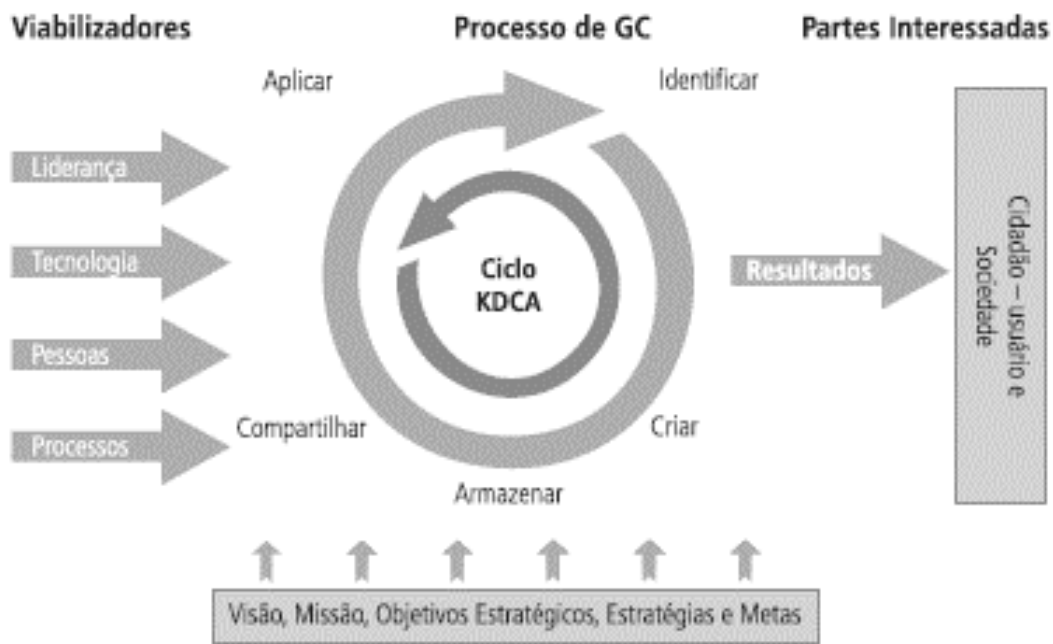 Viabilizadores
Processo de GC
Partes Interessadas
Aplicar
Identificar
Liderança
Tecnologia
Pessoas
Processos
Ciclo
KDCA
Resultados
Cidadão – usuário e
Sociedade
Compartilhar
Criar
Armazenar
Visão, Missão, Objetivos Estratégicos, Estratégias e Metas